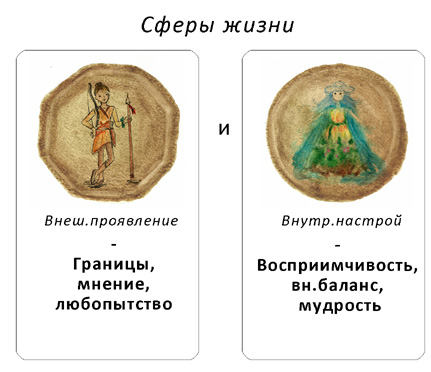 Сферы жизни
и
Внеш.проявление
-
Границы,
мнение,
любопытство
Внутр.настрой
-
Восприимчивость,
вн.баланс,
мудрость